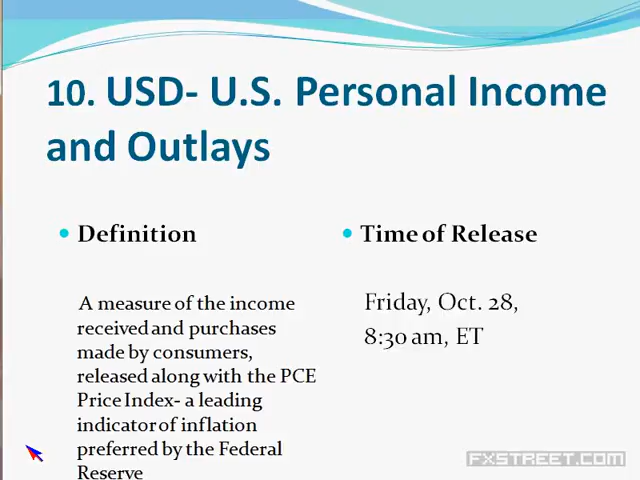 10. USD- U.S. Personal Income
and Outlays
Definition
A measure of the income
received and purchases
made by consumers,
released along with the PCE
Price Index- a leading
indicator of inflation
preferred by the Federal
Reserve
Time of Release
Friday, Oct. 28,
8:30 am, ET
FXSTREET.COM